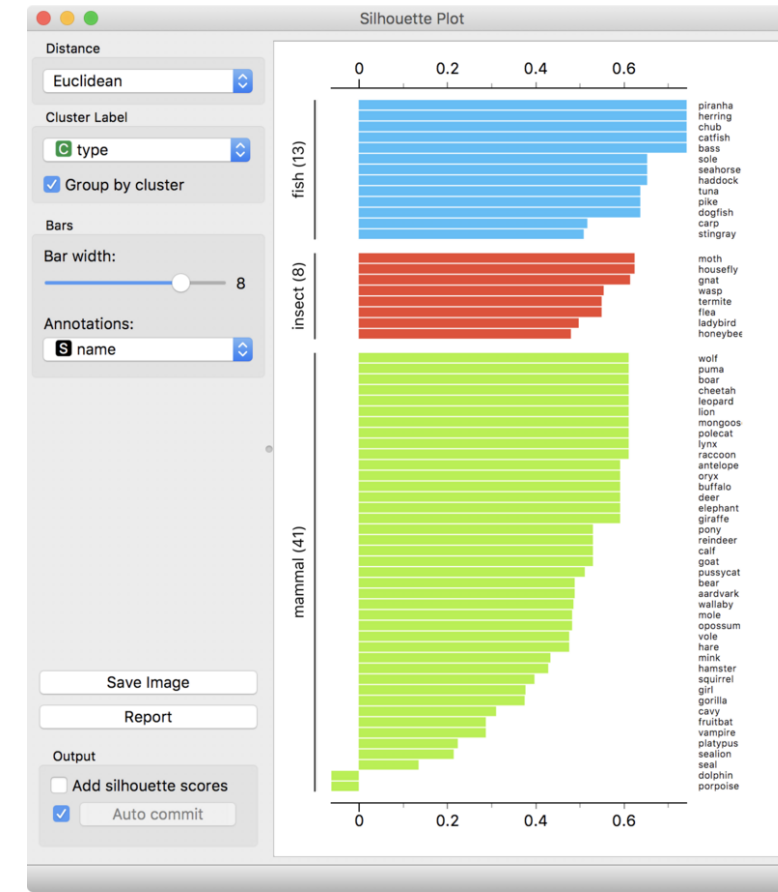 Silhouette Plot
Distance
Euclidean
Cluster Label
C type
Group by cluster
Bars
Bar width:
8
Annotations:
S name
Save Image
Report
Output
Add silhouette scores
Auto commit
0 0.2 0.4 0.6
fish (13)
piranha
herring
chub
catfish
bass
sole
seahorse
haddock
tuna
pike
dogfish
carp
stingray
insect (8)
moth
housefly
gnat
wasp
termite
flea
ladybird
honeybee
mammal (41)
wolf
puma
boar
cheetah
leopard
lion
mongoos
polecat
lynx
raccoon
antelope
oryx
buffalo
deer
elephant
giraffe
pony
reindeer
calf
goat
pussycat
bear
aardvark
wallaby
mole
opossum
vole
hare
mink
hamster
squirrel
girl
gorilla
cavy
fruitbat
vampire
platypus
sealion
seal
dolphin
porpoise
0 0.2 0.4 0.6